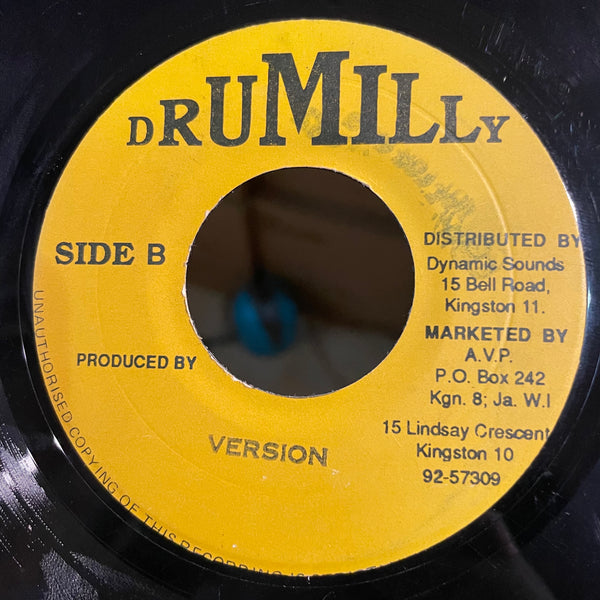 DRUMILLY
SIDE B
PRODUCED BY
DISTRIBUTED BY
Dynamic Sounds
15 Bell Road,
Kingston 11.
MARKETED BY
A.V.P.
P.O. Box 242
Kgn. 8; Ja. W.I
15 Lindsay Crescent
Kingston 10
92-57309
VERSION
UNAUTHORISED COPYING OF THIS RECORDING IS